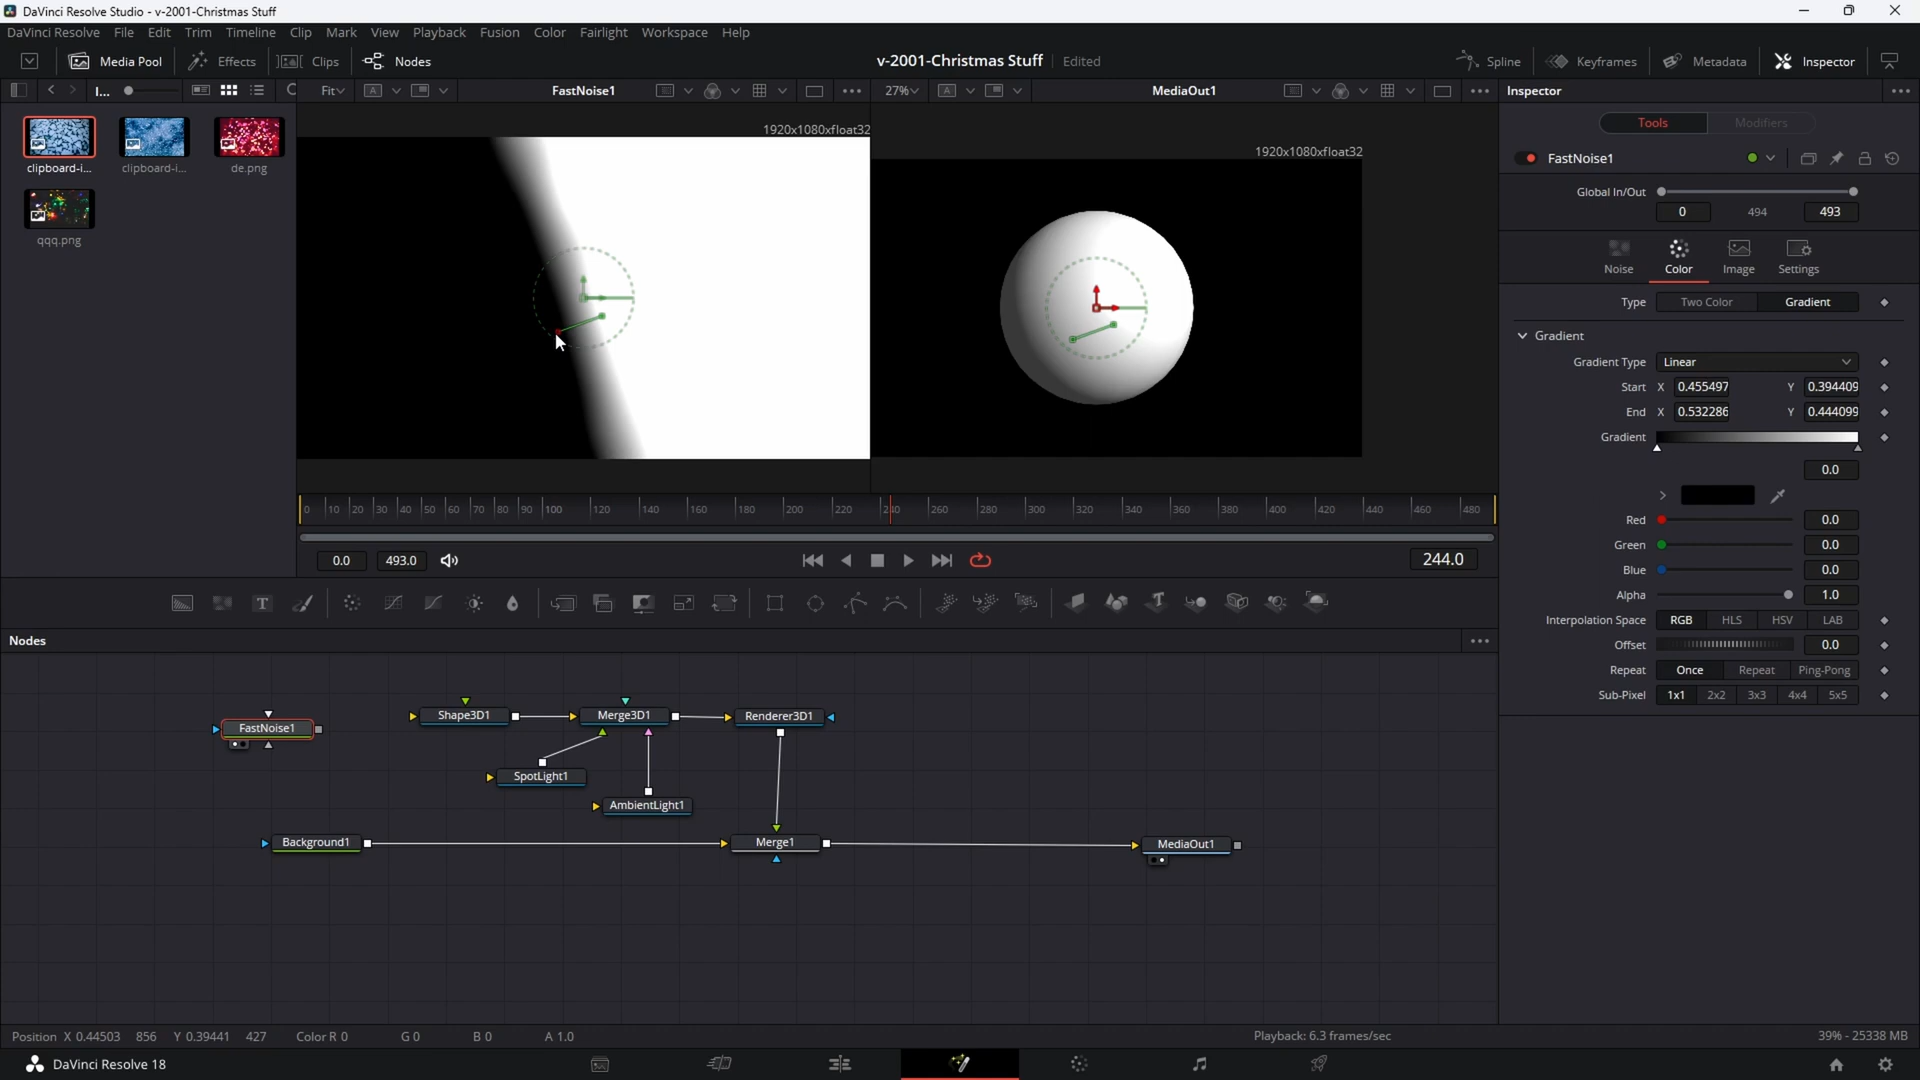 DaVinci Resolve Studio - v-2001-Christmas Stuff
DaVinci Resolve File Edit Trim Timeline Clip Mark View Playback Fusion Color Fairlight Workspace Help
Media Pool Effects Clips Nodes v-2001-Christmas Stuff Edited Spline Keyframes Metadata Inspector
I... Fit FastNoise1 27% MediaOut1 Inspector
1920x1080xfloat32
1920x1080xfloat32
clipboard-i... clipboard-i... de.png
qqq.png
Tools Modifiers
FastNoise1
Global In/Out
0 494 493
Noise Color Image Settings
Type Two Color Gradient
Gradient
Gradient Type Linear
Start X 0.455497 Y 0.394409
End X 0.532286 Y 0.444099
Gradient
0.0
Red 0.0
Green 0.0
Blue 0.0
Alpha 1.0
Interpolation Space RGB HLS HSV LAB
Offset 0.0
Repeat Once Repeat Ping-Pong
Sub-Pixel 1x1 2x2 3x3 4x4 5x5
0 10 20 30 40 50 60 70 80 90 100 120 140 160 180 200 220 240 260 280 300 320 340 360 380 400 420 440 460 480
0.0 493.0 244.0
Nodes
FastNoise1 Shape3D1 Merge3D1 Renderer3D1
SpotLight1
AmbientLight1
Background1 Merge1 MediaOut1
Position X 0.44503 856 Y 0.39441 427 Color R 0 G 0 B 0 A 1.0 Playback: 6.3 frames/sec 39% - 25338 MB
DaVinci Resolve 18